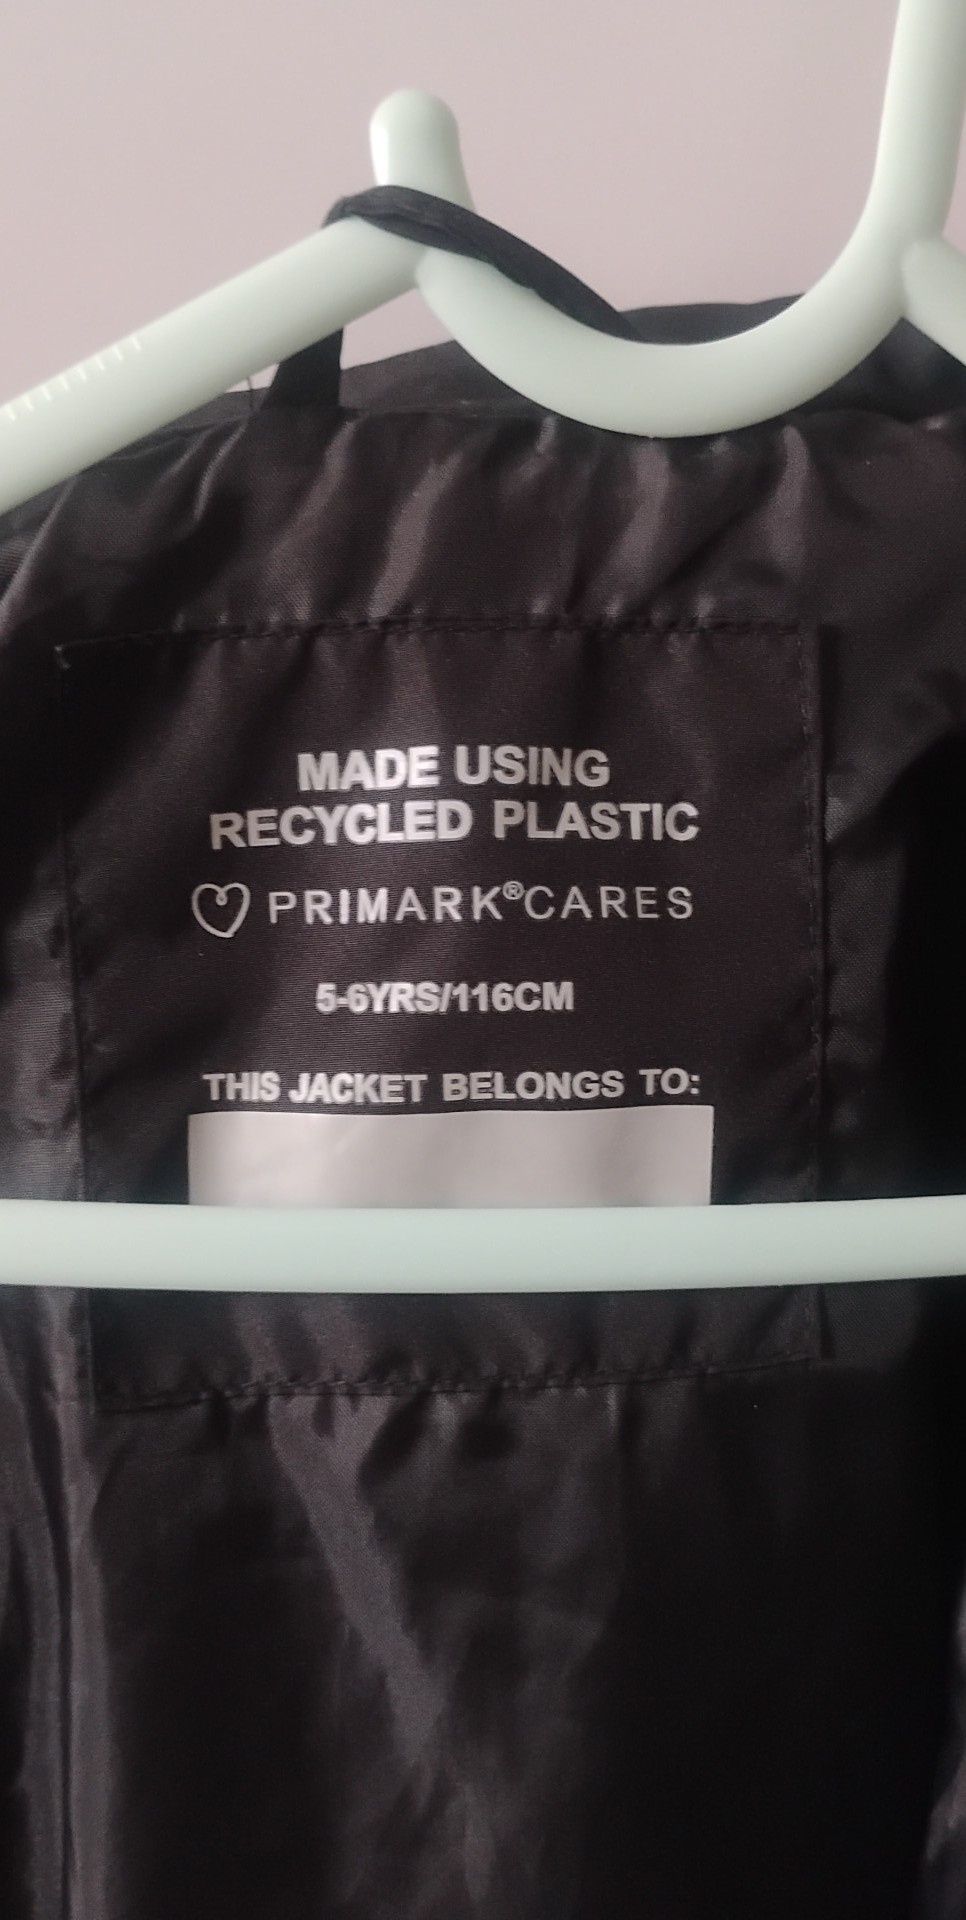 MADE USING
RECYCLED PLASTIC
PRIMARK®CARES
5-6YRS/116CM
THIS JACKET BELONGS TO: